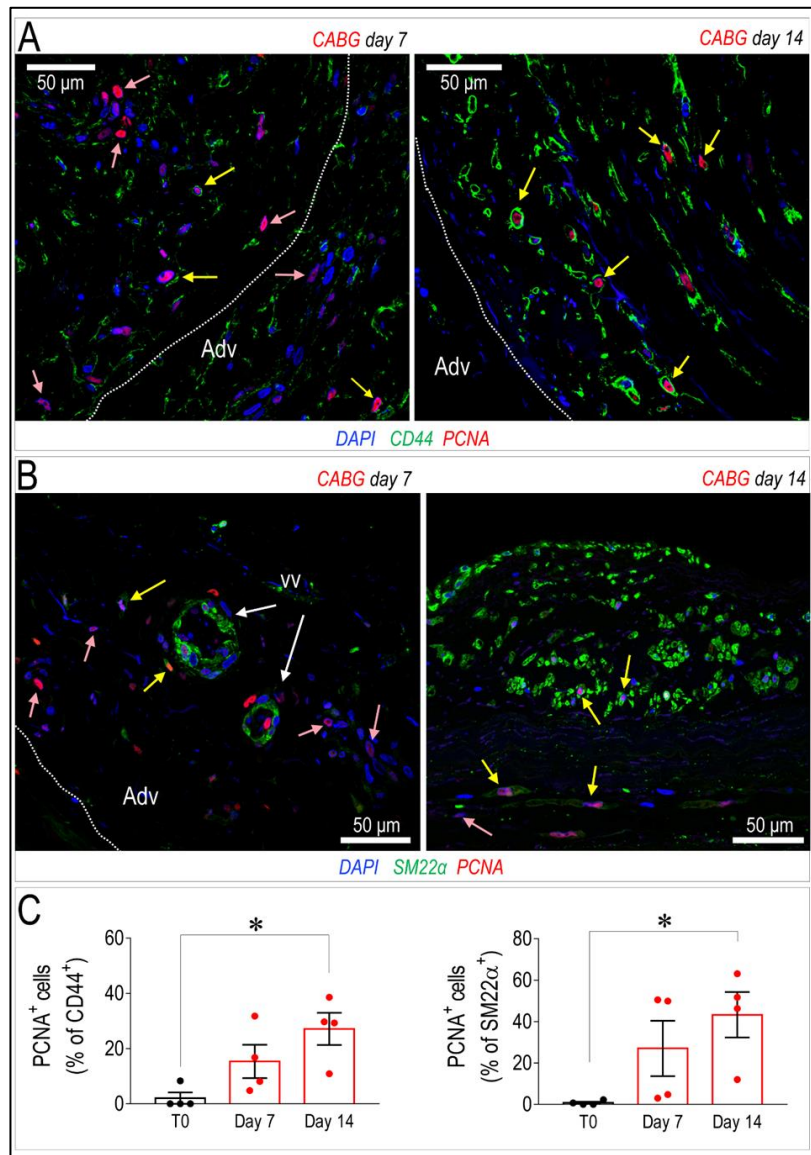 A
CABG day 7
CABG day 14
50 µm
50 µm
Adv
Adv
DAPI CD44 PCNA
B
CABG day 7
CABG day 14
vv
Adv
50 µm
50 µm
DAPI SM22α PCNA
C
PCNA⁺ cells
(% of CD44⁺)
60
40
20
0
*
T0 Day 7 Day 14
PCNA⁺ cells
(% of SM22α⁺)
80
60
40
20
0
*
T0 Day 7 Day 14